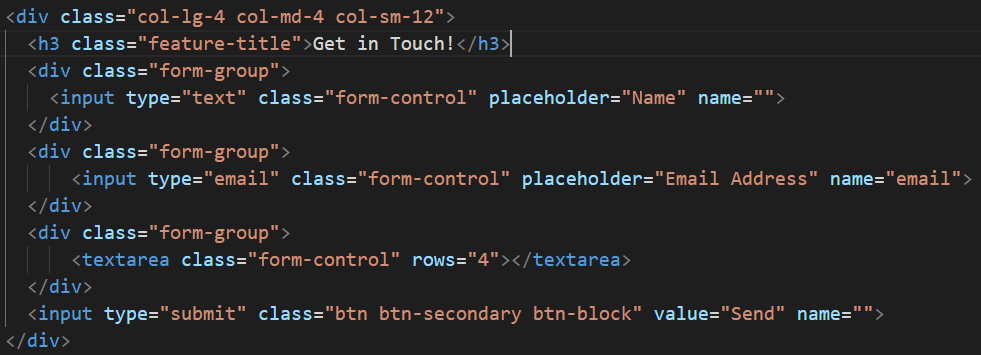 <div class="col-lg-4 col-md-4 col-sm-12">
  <h3 class="feature-title">Get in Touch!</h3>
  <div class="form-group">
    <input type="text" class="form-control" placeholder="Name" name="">
  </div>
  <div class="form-group">
      <input type="email" class="form-control" placeholder="Email Address" name="email">
  </div>
  <div class="form-group">
      <textarea class="form-control" rows="4"></textarea>
  </div>
  <input type="submit" class="btn btn-secondary btn-block" value="Send" name="">
</div>